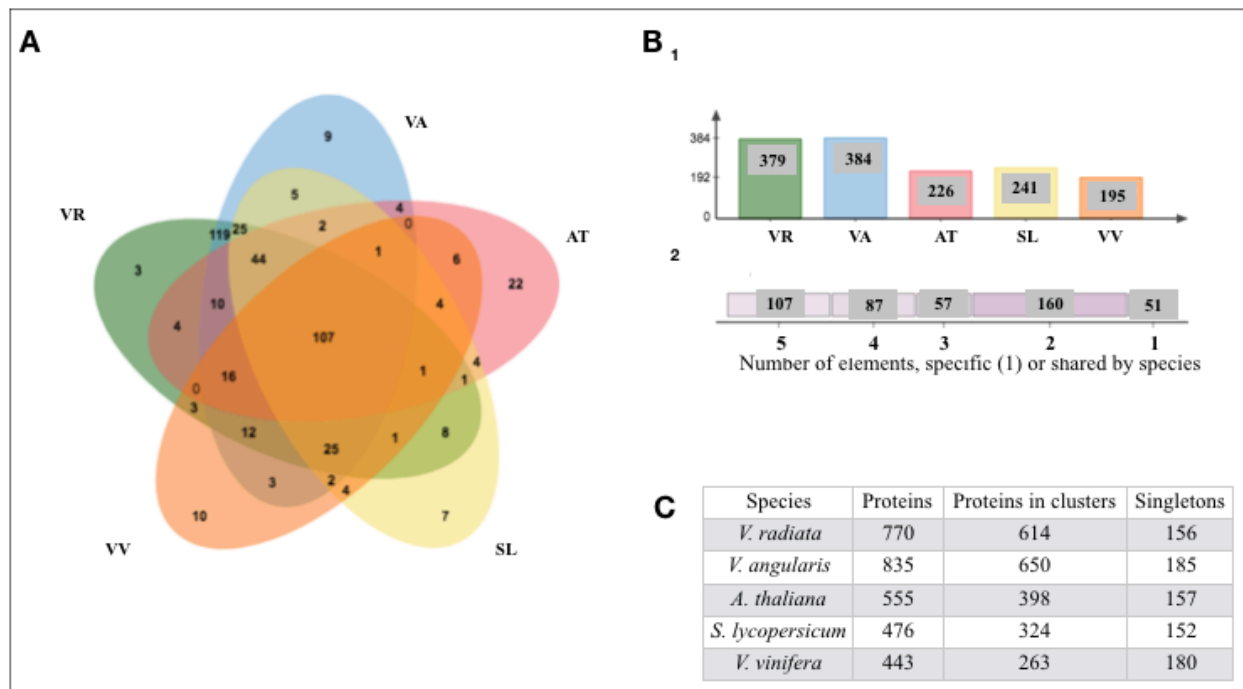 A
VA
9
VR
5
4
0
AT
119
25
2
3
44
1
6
22
10
4
4
107
4
16
1
1
0
3
12
1
8
25
3
2
4
10
7
VV
SL
B
1
384
192
0
379
384
226
241
195
VR VA AT SL VV
2
107 87 57 160 51
5 4 3 2 1
Number of elements, specific (1) or shared by species
C
Species Proteins Proteins in clusters Singletons
V. radiata 770 614 156
V. angularis 835 650 185
A. thaliana 555 398 157
S. lycopersicum 476 324 152
V. vinifera 443 263 180